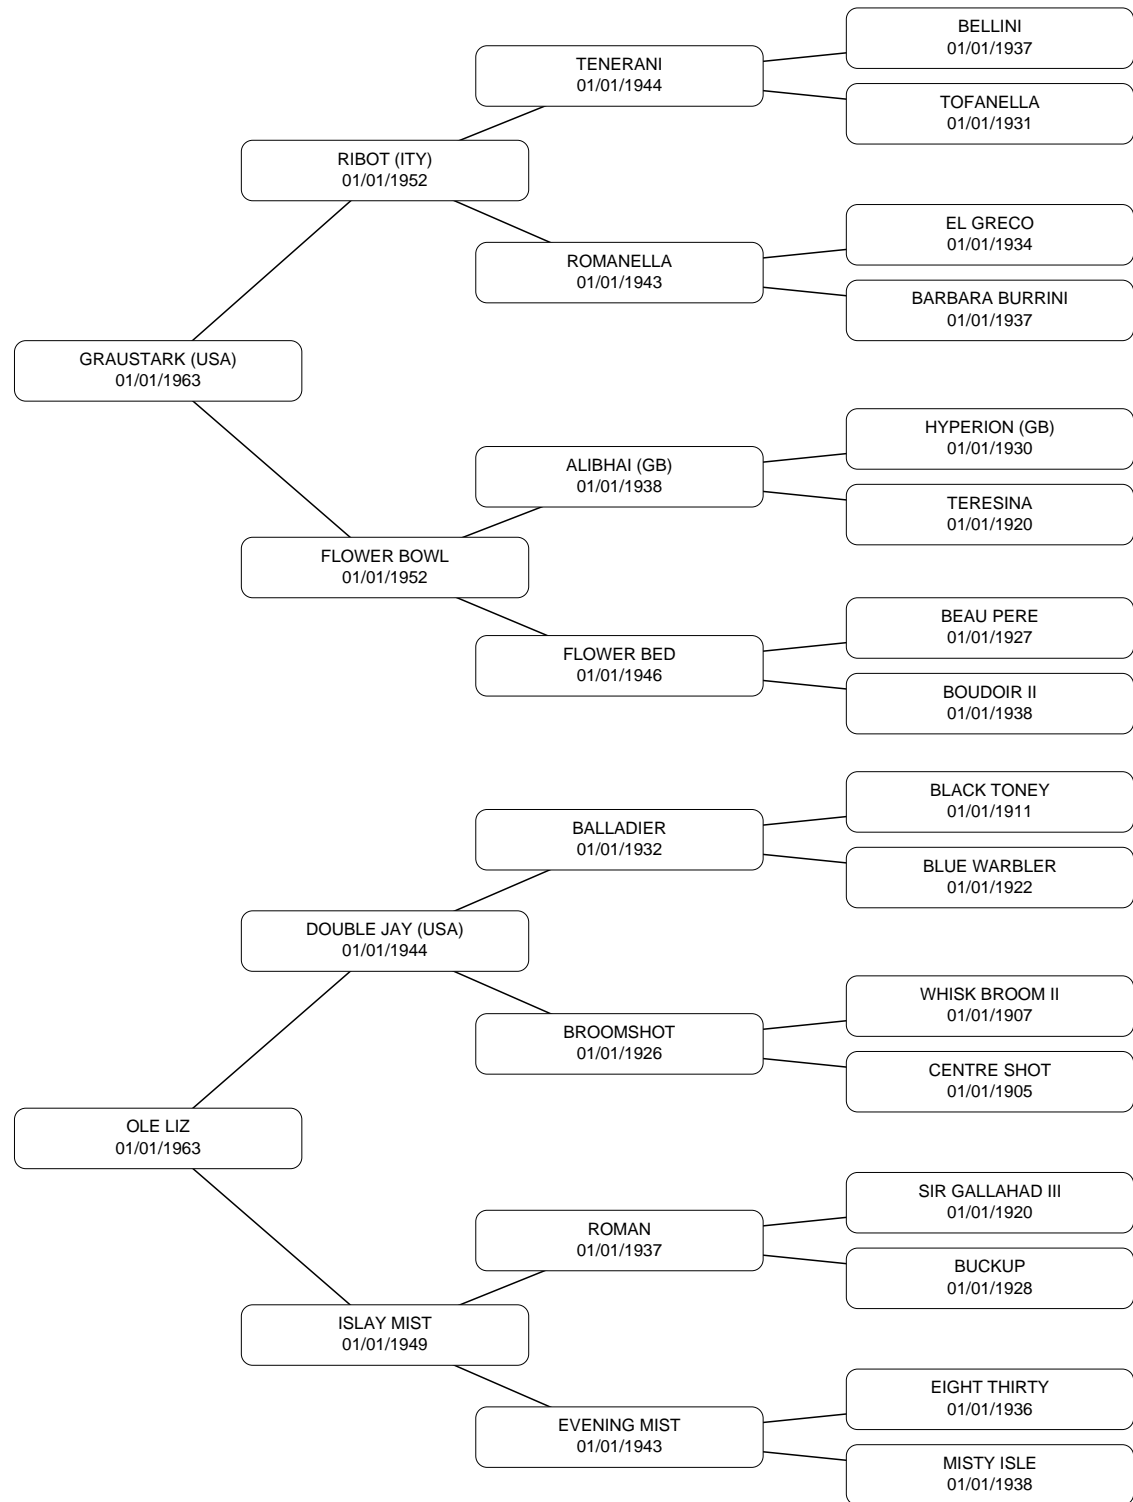 BELLINI
01/01/1937
TENERANI
01/01/1944
TOFANELLA
01/01/1931
RIBOT (ITY)
01/01/1952
EL GRECO
01/01/1934
ROMANELLA
01/01/1943
BARBARA BURRINI
01/01/1937
GRAUSTARK (USA)
01/01/1963
HYPERION (GB)
01/01/1930
ALIBHAI (GB)
01/01/1938
TERESINA
01/01/1920
FLOWER BOWL
01/01/1952
BEAU PERE
01/01/1927
FLOWER BED
01/01/1946
BOUDOIR II
01/01/1938
BLACK TONEY
01/01/1911
BALLADIER
01/01/1932
BLUE WARBLER
01/01/1922
DOUBLE JAY (USA)
01/01/1944
WHISK BROOM II
01/01/1907
BROOMSHOT
01/01/1926
CENTRE SHOT
01/01/1905
OLE LIZ
01/01/1963
SIR GALLAHAD III
01/01/1920
ROMAN
01/01/1937
BUCKUP
01/01/1928
ISLAY MIST
01/01/1949
EIGHT THIRTY
01/01/1936
EVENING MIST
01/01/1943
MISTY ISLE
01/01/1938